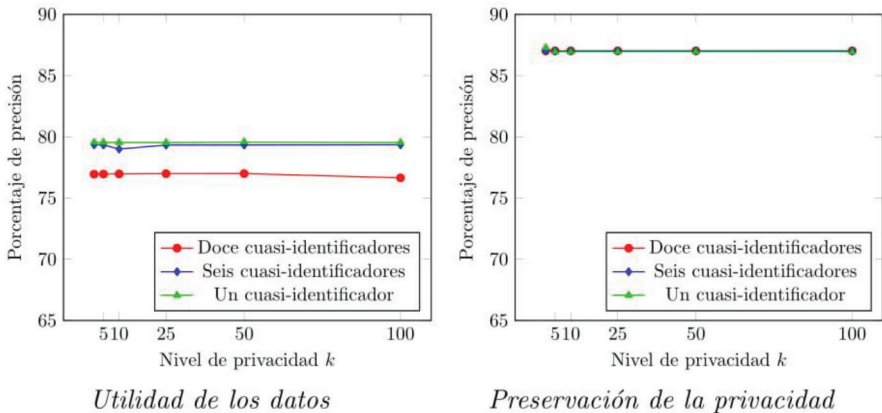 90
85
80
75
70
65
Porcentaje de precisón
Doce cuasi-identificadores
Seis cuasi-identificadores
Un cuasi-identificador
5 10 25 50 100
Nivel de privacidad k
Utilidad de los datos
90
85
80
75
70
65
Porcentaje de precisón
Doce cuasi-identificadores
Seis cuasi-identificadores
Un cuasi-identificador
5 10 25 50 100
Nivel de privacidad k
Preservación de la privacidad